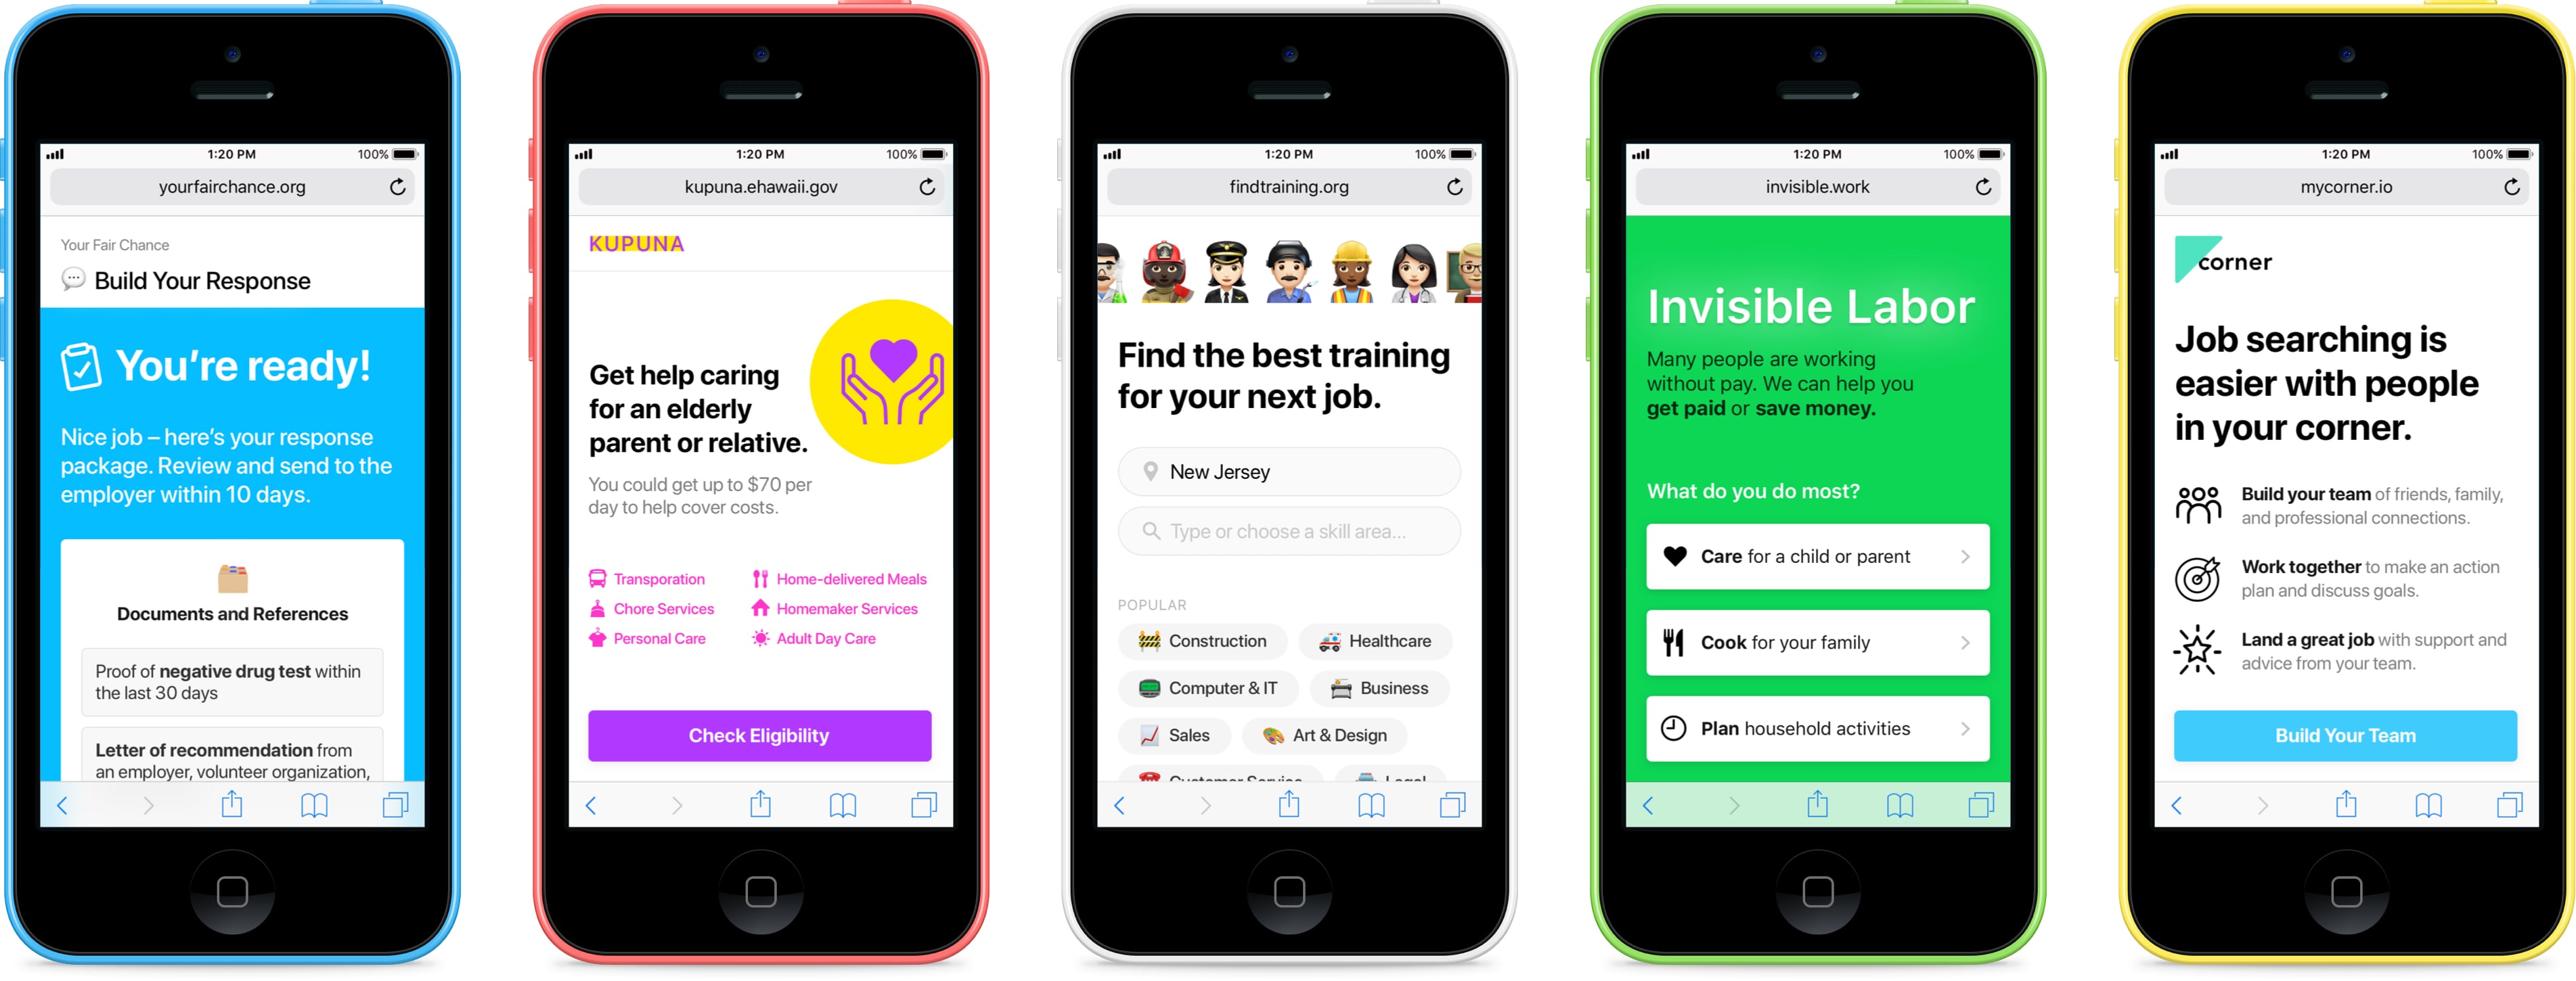 1:20 PM 100%
yourfairchance.org
Your Fair Chance
Build Your Response
You're ready!
Nice job – here's your response
package. Review and send to the
employer within 10 days.
Documents and References
Proof of negative drug test within
the last 30 days
Letter of recommendation from
an employer, volunteer organization,
1:20 PM 100%
kupuna.ehawaii.gov
KUPUNA
Get help caring
for an elderly
parent or relative.
You could get up to $70 per
day to help cover costs.
Transporation Home-delivered Meals
Chore Services Homemaker Services
Personal Care Adult Day Care
Check Eligibility
1:20 PM 100%
findtraining.org
Find the best training
for your next job.
New Jersey
Type or choose a skill area...
POPULAR
Construction Healthcare
Computer & IT Business
Sales Art & Design
Customer Service Legal
1:20 PM 100%
invisible.work
Invisible Labor
Many people are working
without pay. We can help you
get paid or save money.
What do you do most?
Care for a child or parent
Cook for your family
Plan household activities
1:20 PM 100%
mycorner.io
corner
Job searching is
easier with people
in your corner.
Build your team of friends, family,
and professional connections.
Work together to make an action
plan and discuss goals.
Land a great job with support and
advice from your team.
Build Your Team